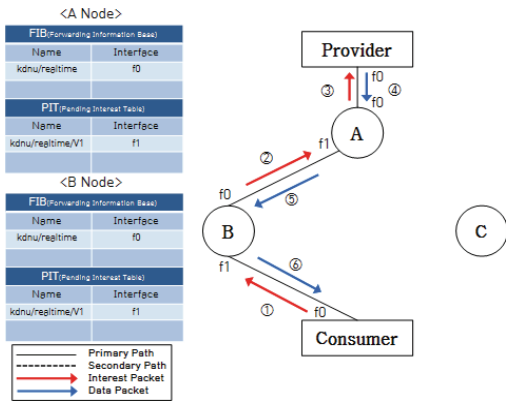 <A Node>
FIB(Forwarding Information Base)
Name Interface
kdnu/realtime f0
PIT(Pending Interest Table)
Name Interface
kdnu/realtime/V1 f1
<B Node>
FIB(Forwarding Information Base)
Name Interface
kdnu/realtime f0
PIT(Pending Interest Table)
Name Interface
kdnu/realtime/V1 f1
Primary Path
Secondary Path
Interest Packet
Data Packet
Provider
f0
③ ④
f0
A
f1
②
⑤
f0
B
C
f1
⑥
①
f0
Consumer